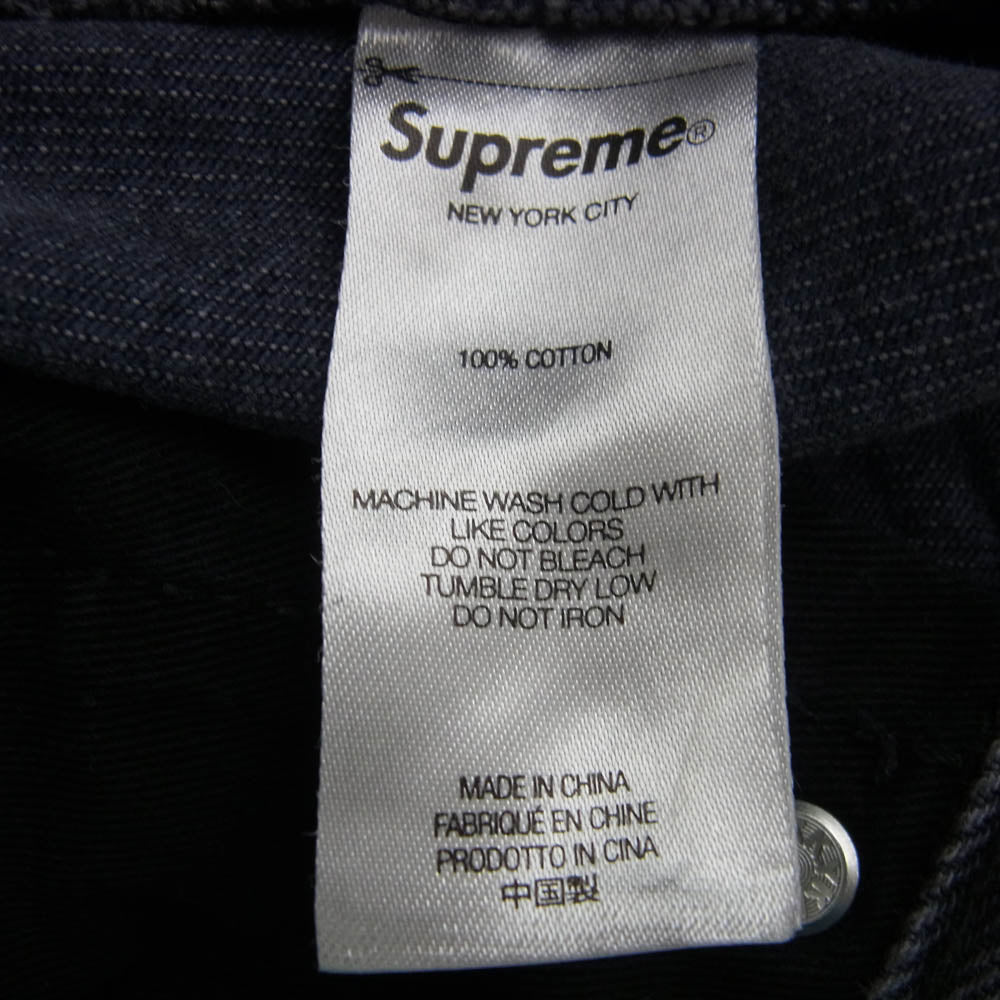 Supreme®
NEW YORK CITY
100% COTTON
MACHINE WASH COLD WITH
LIKE COLORS
DO NOT BLEACH
TUMBLE DRY LOW
DO NOT IRON
MADE IN CHINA
FABRIQUÉ EN CHINE
PRODOTTO IN CINA
中国製